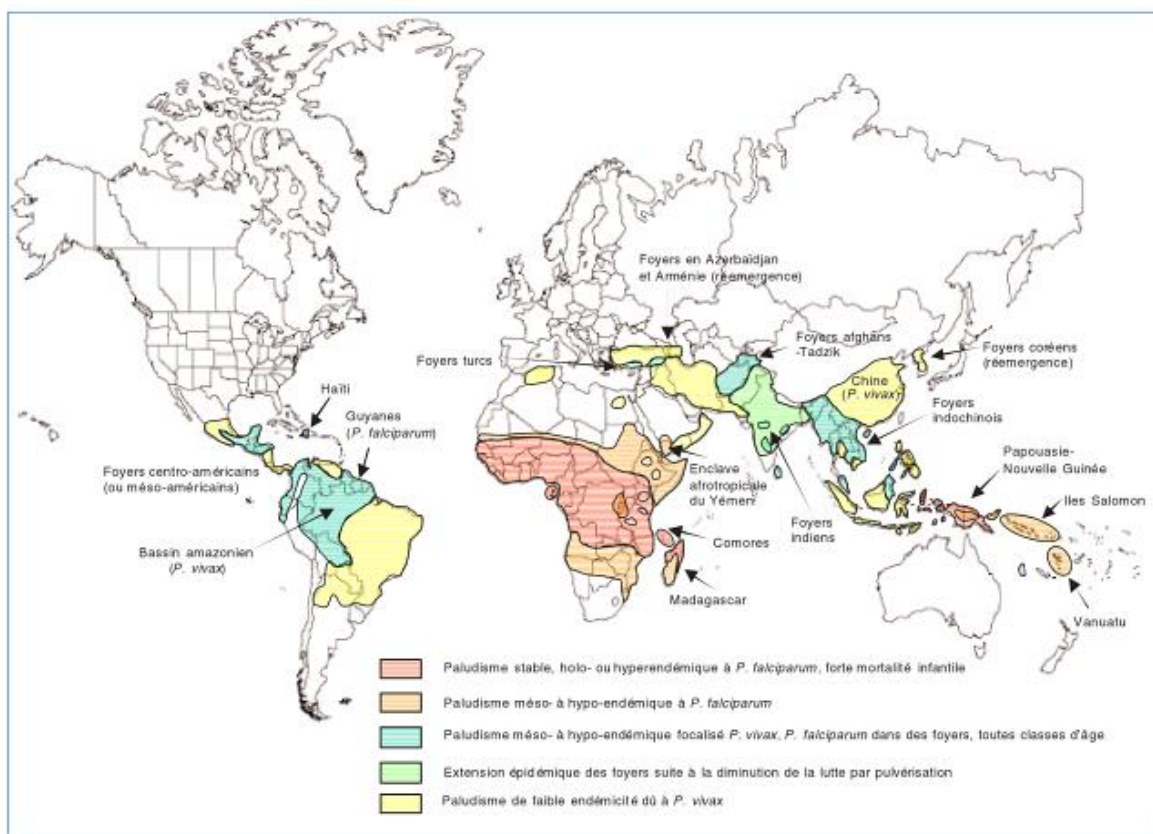 Foyers en Azerbaïdjan
et Arménie (réemergence)
Foyers afghans
-Tadzik
Foyers turcs
Foyers coréens
(réemergence)
Chine
(P. vivax)
Haïti
Foyers
indochinois
Guyanes
(P. falciparum)
Papouasie-
Nouvelle Guinée
Foyers centro-américains
(ou méso-américains)
Enclave
afrotropicale
du Yémen
Iles Salomon
Foyers
indiens
Bassin amazonien
(P. vivax)
Comores
Madagascar
Vanuatu
Paludisme stable, holo- ou hyperendémique à P. falciparum, forte mortalité infantile
Paludisme méso- à hypo-endémique à P. falciparum
Paludisme méso- à hypo-endémique focalisé P. vivax, P. falciparum dans des foyers, toutes classes d'âge
Extension épidémique des foyers suite à la diminution de la lutte par pulvérisation
Paludisme de faible endémicité dû à P. vivax